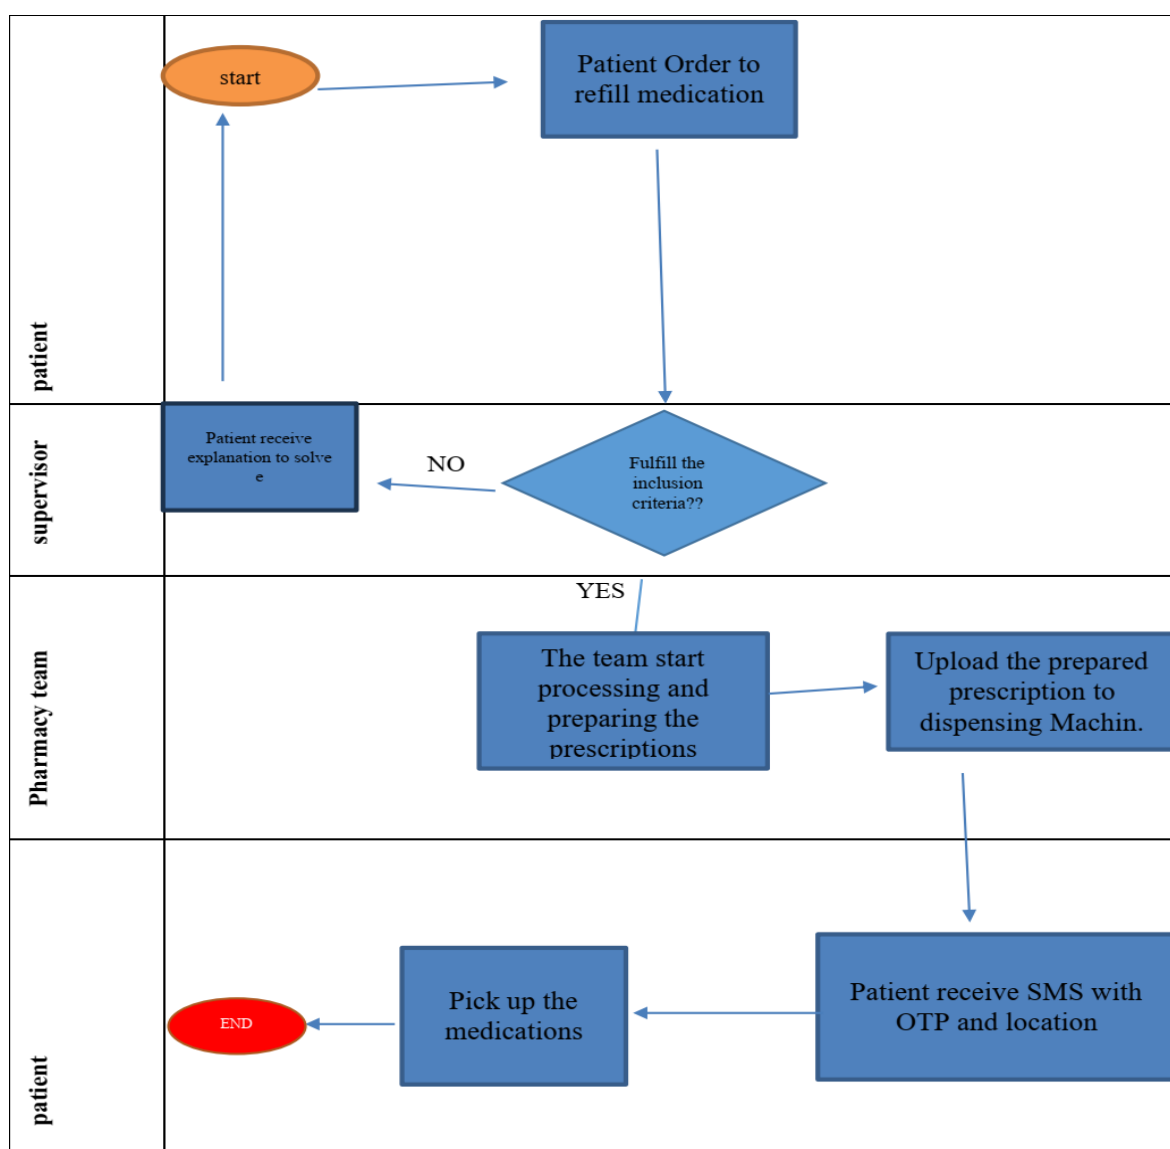 start
Patient Order to
refill medication
patient
supervisor
Patient receive
explanation to solve
e
NO
Fulfill the
inclusion
criteria??
YES
Pharmacy team
The team start
processing and
preparing the
prescriptions
Upload the prepared
prescription to
dispensing Machin.
patient
END
Pick up the
medications
Patient receive SMS with
OTP and location